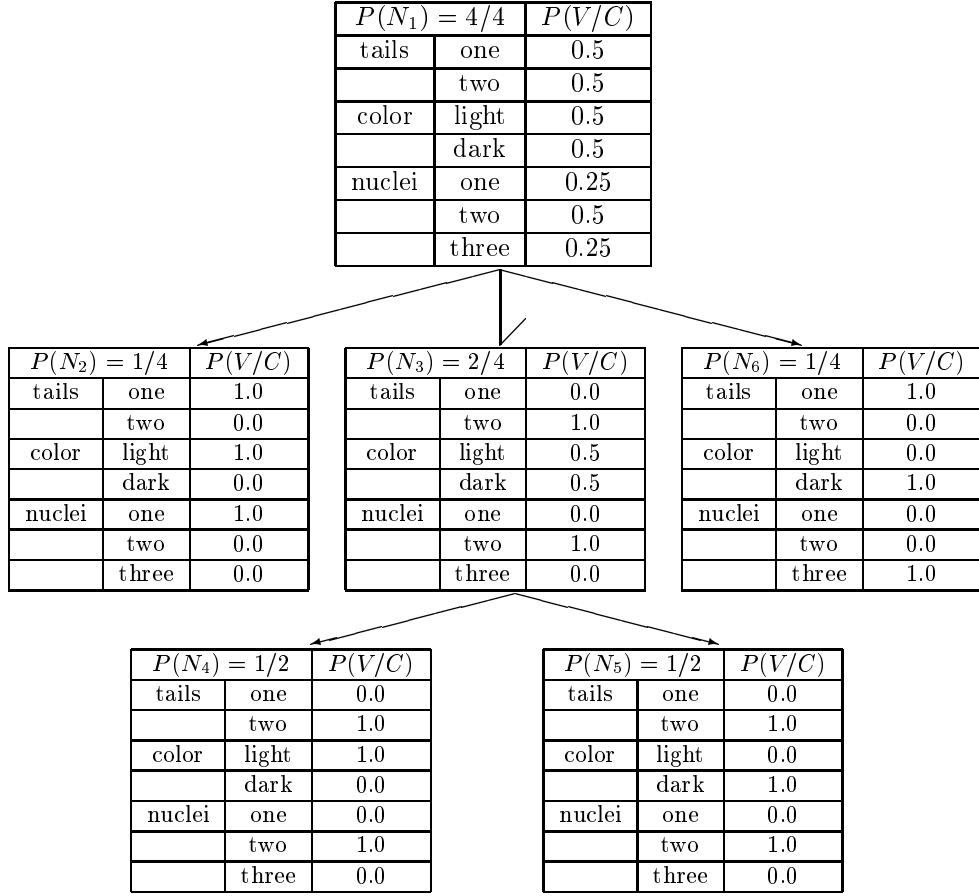 P(N₁) = 4/4 P(V/C)
tails one 0.5
two 0.5
color light 0.5
dark 0.5
nuclei one 0.25
two 0.5
three 0.25
P(N₂) = 1/4 P(V/C)
tails one 1.0
two 0.0
color light 1.0
dark 0.0
nuclei one 1.0
two 0.0
three 0.0
P(N₃) = 2/4 P(V/C)
tails one 0.0
two 1.0
color light 0.5
dark 0.5
nuclei one 0.0
two 1.0
three 0.0
P(N₆) = 1/4 P(V/C)
tails one 1.0
two 0.0
color light 0.0
dark 1.0
nuclei one 0.0
two 0.0
three 1.0
P(N₄) = 1/2 P(V/C)
tails one 0.0
two 1.0
color light 1.0
dark 0.0
nuclei one 0.0
two 1.0
three 0.0
P(N₅) = 1/2 P(V/C)
tails one 0.0
two 1.0
color light 0.0
dark 1.0
nuclei one 0.0
two 1.0
three 0.0